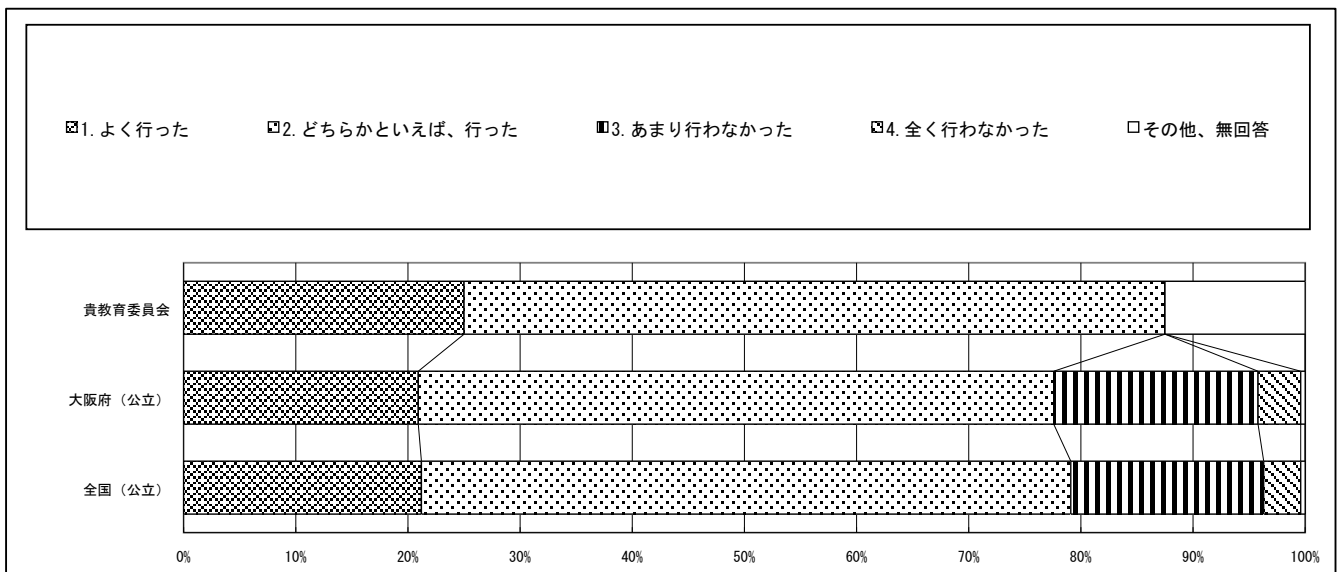 1. よく行った 2. どちらかといえば、行った 3. あまり行わなかった 4. 全く行わなかった その他、無回答
貴教育委員会
大阪府（公立）
全国（公立）
0% 10% 20% 30% 40% 50% 60% 70% 80% 90% 100%